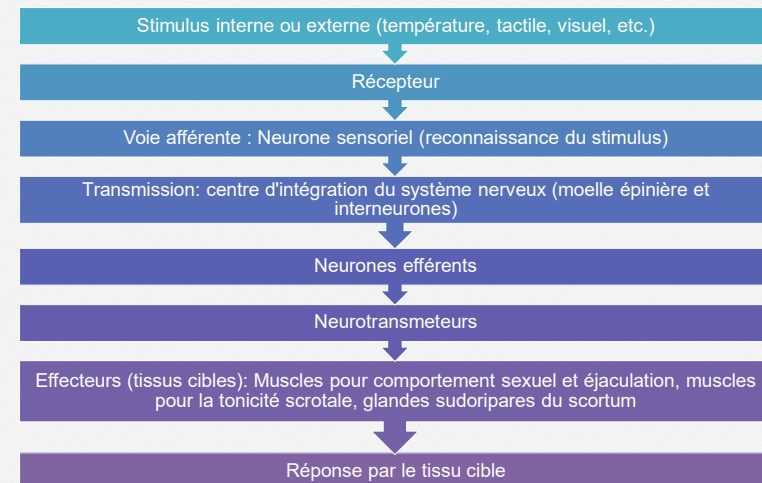 Stimulus interne ou externe (température, tactile, visuel, etc.)
Récepteur
Voie afférente : Neurone sensoriel (reconnaissance du stimulus)
Transmission: centre d'intégration du système nerveux (moelle épinière et
interneurones)
Neurones efférents
Neurotransmeteurs
Effecteurs (tissus cibles): Muscles pour comportement sexuel et éjaculation, muscles
pour la tonicité scrotale, glandes sudoripares du scortum
Réponse par le tissu cible